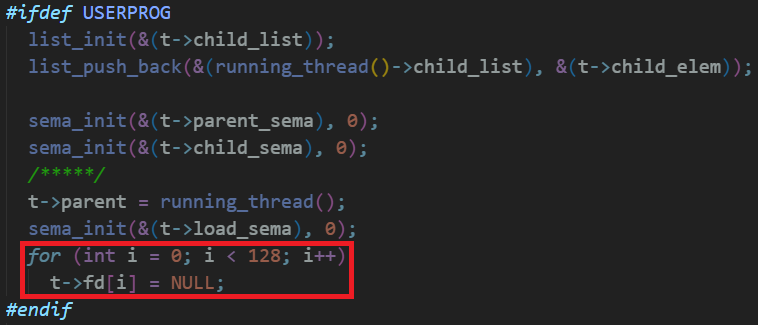 #ifdef USERPROG
list_init(&(t->child_list));
list_push_back(&(running_thread()->child_list), &(t->child_elem));
sema_init(&(t->parent_sema), 0);
sema_init(&(t->child_sema), 0);
/*****/
t->parent = running_thread();
sema_init(&(t->load_sema), 0);
for (int i = 0; i < 128; i++)
t->fd[i] = NULL;
#endif